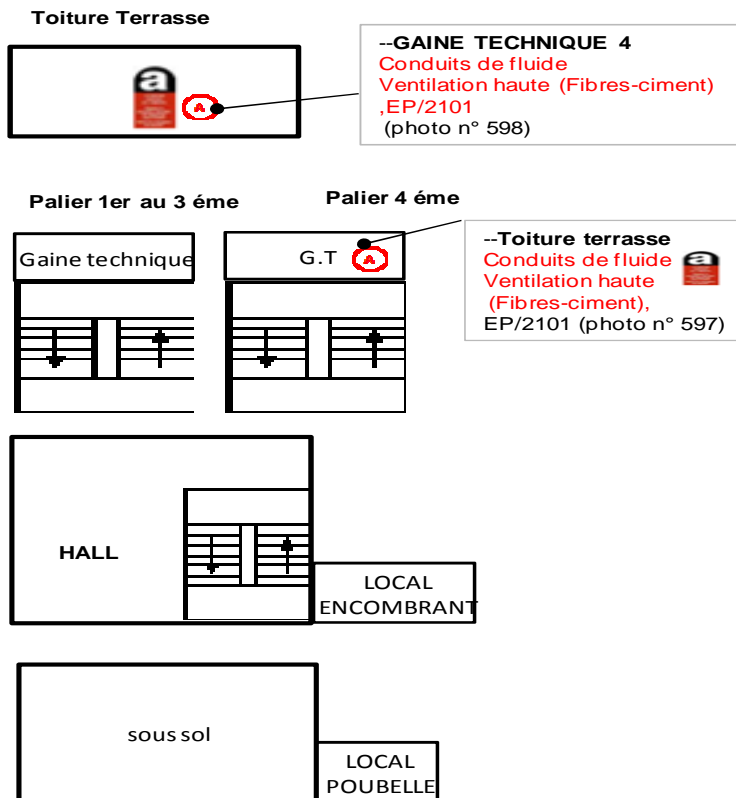 Toiture Terrasse
--GAINE TECHNIQUE 4
Conduits de fluide
Ventilation haute (Fibres-ciment)
,EP/2101
(photo n° 598)
a
A
Palier 1er au 3 éme
Palier 4 éme
Gaine technique
G.T
A
--Toiture terrasse
Conduits de fluide
Ventilation haute
(Fibres-ciment),
EP/2101 (photo n° 597)
a
HALL
LOCAL
ENCOMBRANT
sous sol
LOCAL
POUBELLE